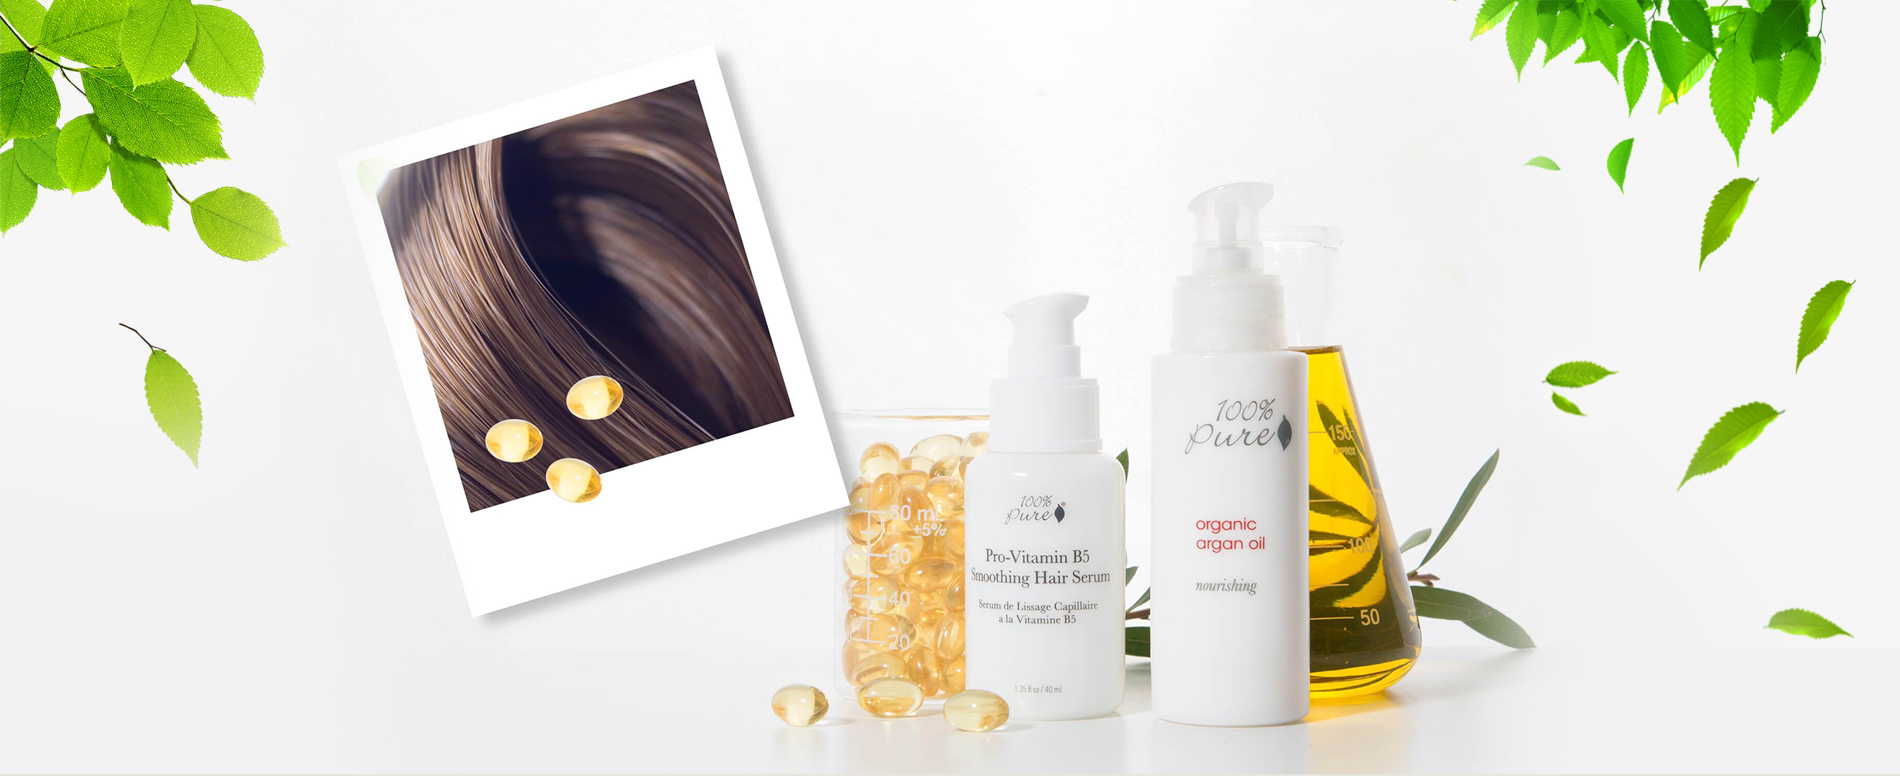 80 ml
±5%
60
40
20
100%
pure
Pro-Vitamin B5
Smoothing Hair Serum
Serum de Lissage Capillaire
a la Vitamine B5
1.35 fl oz / 40 ml
100%
pure
organic
argan oil
nourishing
150
APPROX
100
50